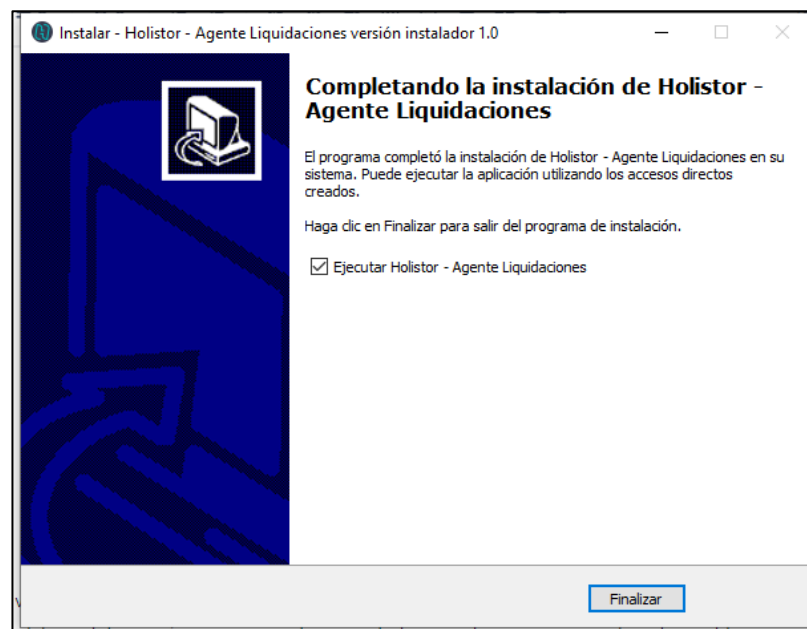 Instalar - Holistor - Agente Liquidaciones versión instalador 1.0
Completando la instalación de Holistor -
Agente Liquidaciones
El programa completó la instalación de Holistor - Agente Liquidaciones en su
sistema. Puede ejecutar la aplicación utilizando los accesos directos
creados.
Haga clic en Finalizar para salir del programa de instalación.
Ejecutar Holistor - Agente Liquidaciones
Finalizar